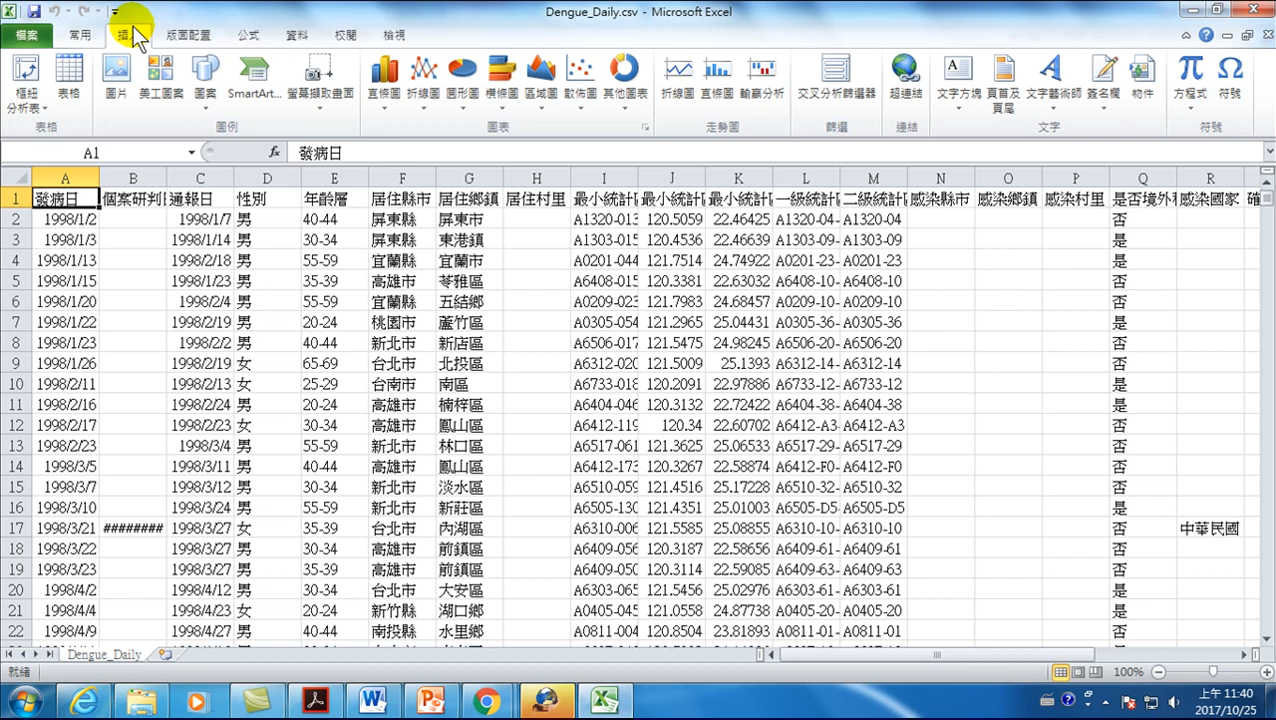 Dengue_Daily.csv - Microsoft Excel
檔案 常用 版面配置 公式 資料 校閱 檢視
樞紐分析表 表格 圖片 美工圖案 圖案 SmartArt... 螢幕擷取畫面 直條圖 折線圖 圓形圖 橫條圖 區域圖 散佈圖 其他圖表 折線圖 直條圖 輸贏分析 交叉分析篩選器 超連結 文字方塊 頁首及頁尾 文字藝術師 簽名欄 物件 方程式 符號
表格 圖例 圖表 走勢圖 篩選 連結 文字 符號
A1 fx 發病日
A B C D E F G H I J K L M N O P Q R
1 發病日 個案研判 通報日 性別 年齡層 居住縣市 居住鄉鎮 居住村里 最小統計區 最小統計區 最小統計區 一級統計區 二級統計區 感染縣市 感染鄉鎮 感染村里 是否境外移 感染國家 確
2 1998/1/2 1998/1/7 男 40-44 屏東縣 屏東市 A1320-013 120.5059 22.46425 A1320-04- A1320-04 否
3 1998/1/3 1998/1/14 男 30-34 屏東縣 東港鎮 A1303-015 120.4536 22.46639 A1303-09- A1303-09 是
4 1998/1/13 1998/2/18 男 55-59 宜蘭縣 宜蘭市 A0201-044 121.7514 24.74922 A0201-23- A0201-23 是
5 1998/1/15 1998/1/23 男 35-39 高雄市 苓雅區 A6408-015 120.3381 22.63032 A6408-10- A6408-10 否
6 1998/1/20 1998/2/4 男 55-59 宜蘭縣 五結鄉 A0209-023 121.7983 24.68457 A0209-10- A0209-10 否
7 1998/1/22 1998/2/19 男 20-24 桃園市 蘆竹區 A0305-054 121.2965 25.04431 A0305-36- A0305-36 是
8 1998/1/23 1998/2/2 男 40-44 新北市 新店區 A6506-017 121.5475 24.98245 A6506-20- A6506-20 否
9 1998/1/26 1998/2/19 女 65-69 台北市 北投區 A6312-020 121.5009 25.1393 A6312-14- A6312-14 否
10 1998/2/11 1998/2/13 女 25-29 台南市 南區 A6733-018 120.2091 22.97886 A6733-12- A6733-12 是
11 1998/2/16 1998/2/24 男 20-24 高雄市 楠梓區 A6404-046 120.3132 22.72422 A6404-38- A6404-38 是
12 1998/2/17 1998/2/23 女 30-34 高雄市 鳳山區 A6412-119 120.34 22.60702 A6412-A3- A6412-A3 否
13 1998/2/23 1998/3/4 男 55-59 新北市 林口區 A6517-061 121.3625 25.06533 A6517-29- A6517-29 否
14 1998/3/5 1998/3/11 男 40-44 高雄市 鳳山區 A6412-173 120.3267 22.58874 A6412-F0- A6412-F0 否
15 1998/3/7 1998/3/12 男 30-34 新北市 淡水區 A6510-059 121.4351 25.17228 A6510-32- A6510-32 否
16 1998/3/10 1998/3/24 男 50-54 新北市 新莊區 A6505-130 121.4351 25.01003 A6505-D5- A6505-D5 是
17 1998/3/21 ######## 1998/3/27 女 35-39 台北市 內湖區 A6310-006 121.5585 25.08855 A6310-10- A6310-10 否 中華民國
18 1998/3/22 1998/3/27 男 30-34 高雄市 前鎮區 A6409-056 120.3187 22.58656 A6409-61- A6409-61 否
19 1998/3/23 1998/3/27 男 35-39 高雄市 前鎮區 A6409-063 120.3114 22.59085 A6409-63- A6409-63 否
20 1998/4/2 1998/4/12 男 30-34 台北市 大安區 A6303-065 121.5456 25.02976 A6303-61- A6303-61 是
21 1998/4/4 1998/4/23 女 20-24 新竹縣 湖口鄉 A0405-045 121.0558 24.87738 A0405-20- A0405-20 是
22 1998/4/9 1998/4/27 男 40-44 南投縣 水里鄉 A0811-004 120.8504 23.81893 A0811-01- A0811-01 否
Dengue_Daily
就緒 100%
上午 11:40
2017/10/25